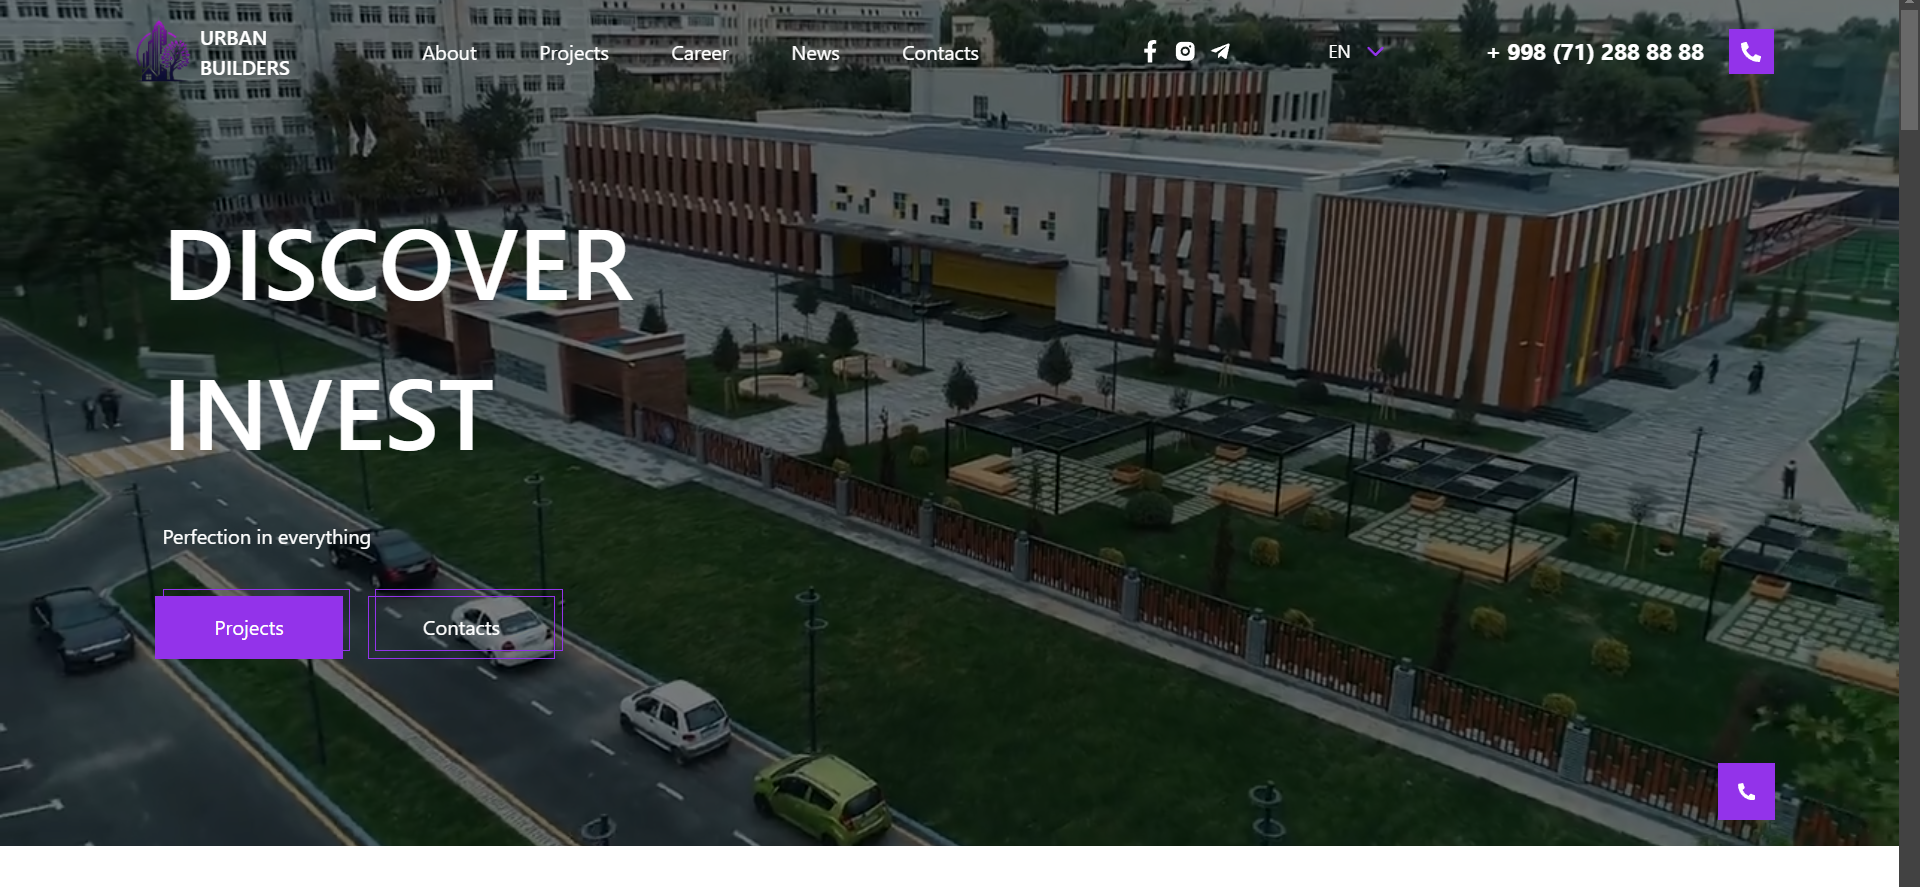 URBAN
BUILDERS
About
Projects
Career
News
Contacts
EN
+ 998 (71) 288 88 88
DISCOVER
INVEST
Perfection in everything
Projects
Contacts